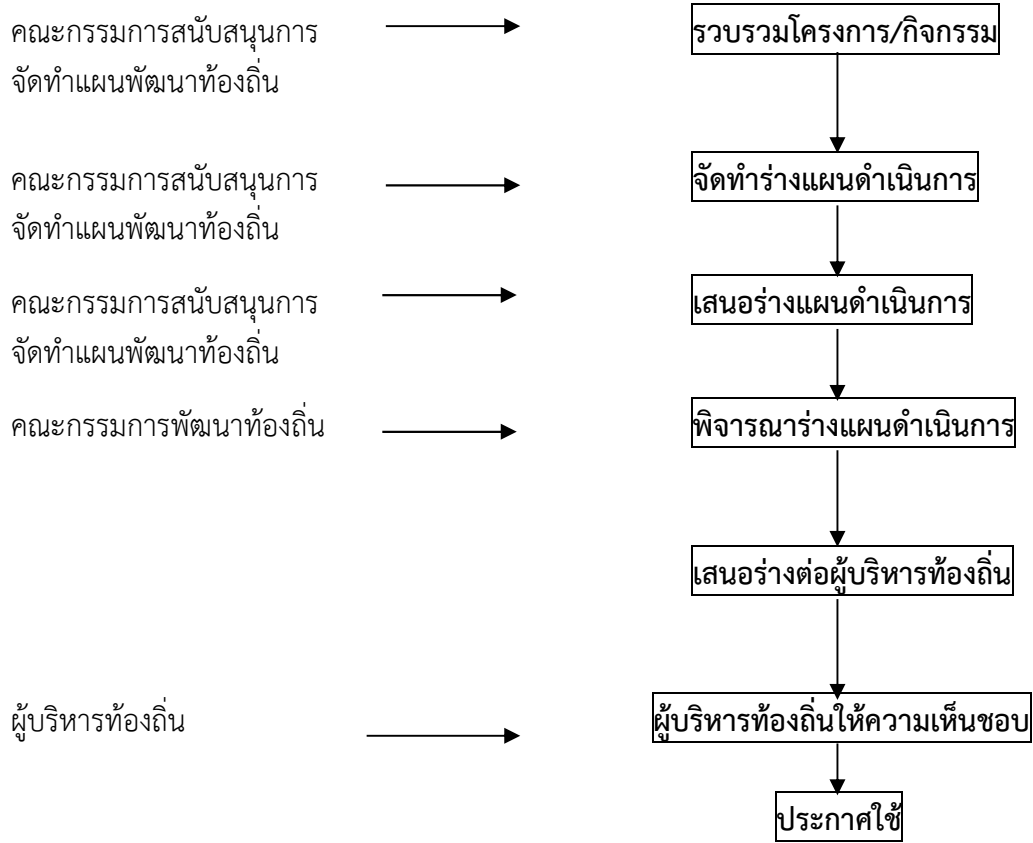 คณะกรรมการสนับสนุนการ
จัดทำแผนพัฒนาท้องถิ่น
รวบรวมโครงการ/กิจกรรม
คณะกรรมการสนับสนุนการ
จัดทำแผนพัฒนาท้องถิ่น
จัดทำร่างแผนดำเนินการ
คณะกรรมการสนับสนุนการ
จัดทำแผนพัฒนาท้องถิ่น
เสนอร่างแผนดำเนินการ
คณะกรรมการพัฒนาท้องถิ่น
พิจารณาร่างแผนดำเนินการ
เสนอร่างต่อผู้บริหารท้องถิ่น
ผู้บริหารท้องถิ่น
ผู้บริหารท้องถิ่นให้ความเห็นชอบ
ประกาศใช้